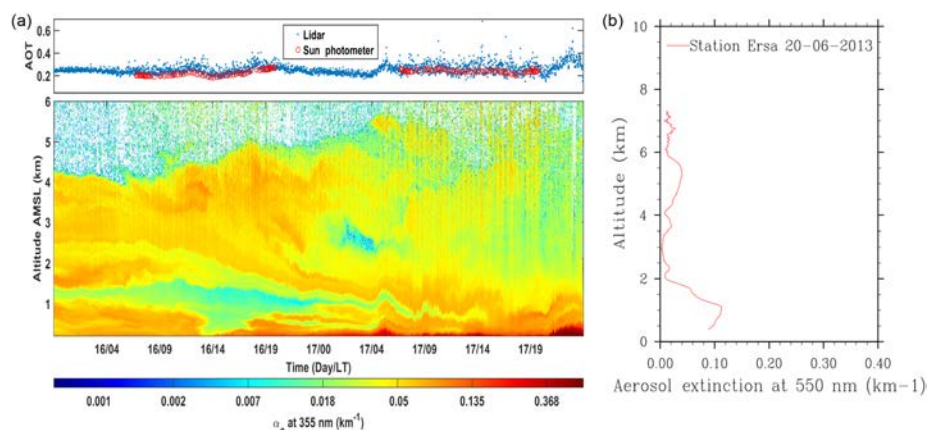 (a)
AOT
0.6
0.4
0.2
Lidar
Sun photometer
Altitude AMSL (km)
6
5
4
3
2
1
16/04 16/09 16/14 16/19 17/00 17/04 17/09 17/14 17/19
Time (Day/LT)
0.001 0.002 0.007 0.018 0.05 0.135 0.368
at 355 nm (km-1)
(b)
Station Ersa 20-06-2013
Altitude (km)
10
8
6
4
2
0
0.00 0.10 0.20 0.30 0.40
Aerosol extinction at 550 nm (km-1)